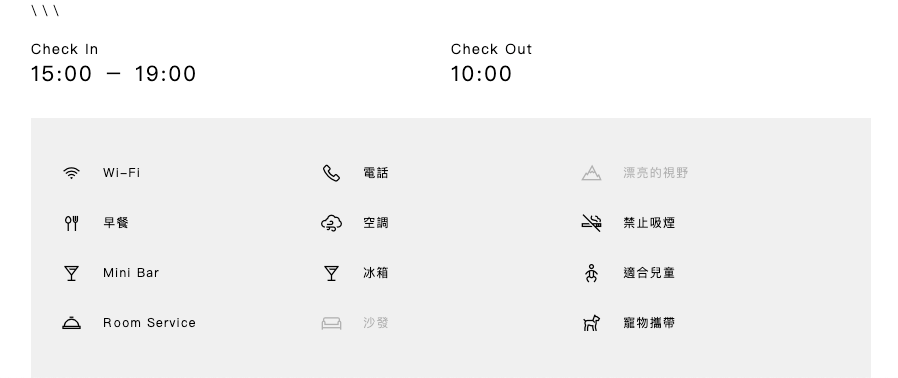 \ \ \
Check In
15:00 – 19:00
Check Out
10:00
Wi–Fi
電話
漂亮的視野
早餐
空調
禁止吸煙
Mini Bar
冰箱
適合兒童
Room Service
沙發
寵物攜帶